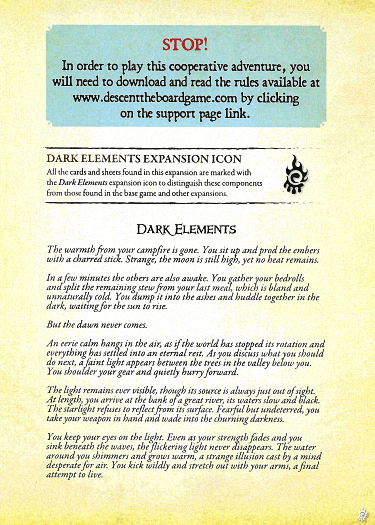 STOP!
In order to play this cooperative adventure, you
will need to download and read the rules available at
www.descenttheboardgame.com by clicking
on the support page link.
DARK ELEMENTS EXPANSION ICON
All the cards and sheets found in this expansion are marked with
the Dark Elements expansion icon to distinguish these components
from those found in the base game and other expansions.
DARK ELEMENTS
The warmth from your campfire is gone. You sit up and prod the embers
with a charred stick. Strange, the moon is still high, yet no heat remains.
In a few minutes the others are also awake. You gather your bedrolls
and split the remaining stew from your last meal, which is bland and
unnaturally cold. You dump it into the ashes and huddle together in the
dark, waiting for the sun to rise.
But the dawn never comes.
An eerie calm hangs in the air, as if the world has stopped its rotation and
everything has settled into an eternal rest. As you discuss what you should
do next, a faint light appears between the trees in the valley below you.
You shoulder your gear and quietly hurry forward.
The light remains ever visible, though its source is always just out of sight.
At length, you arrive at the bank of a great river, its waters slow and black.
The starlight refuses to reflect from its surface. Fearful but undeterred, you
take your weapon in hand and wade into the churning darkness.
You keep your eyes on the light. Even as your strength fades and you
sink beneath the waves, the flickering light never disappears. The water
around you shimmers and grows warm, a strange illusion cast by a mind
desperate for air. You kick wildly and stretch out with your arms, a final
attempt to live.